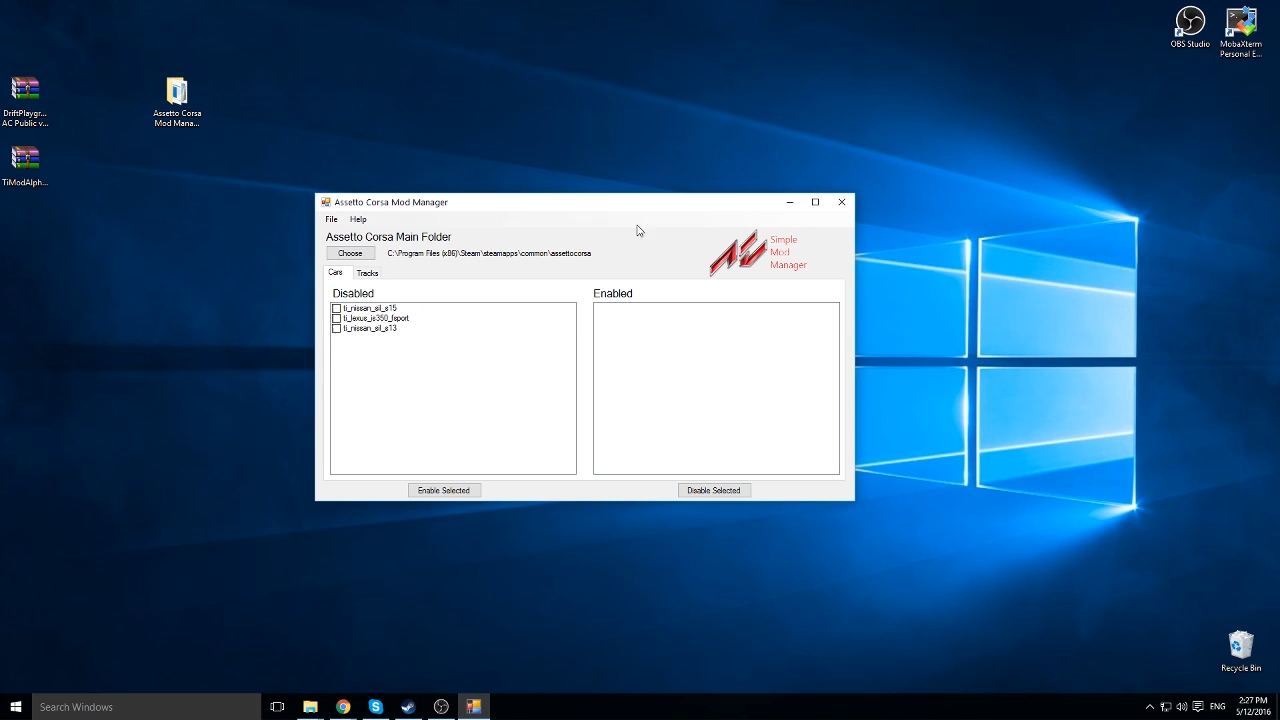 OBS Studio
MobaXterm
Personal E...
DriftPlaygr...
AC Public v...
Assetto Corsa
Mod Mana...
TiModAlph...
Assetto Corsa Mod Manager
File Help
Assetto Corsa Main Folder
Choose C:\Program Files (x86)\Steam\steamapps\common\assettocorsa
Simple
Mod
Manager
Cars Tracks
Disabled
ti_nissan_sil_s15
ti_lexus_is350_fsport
ti_nissan_sil_s13
Enabled
Enable Selected
Disable Selected
Recycle Bin
Search Windows
ENG
2:27 PM
5/12/2016